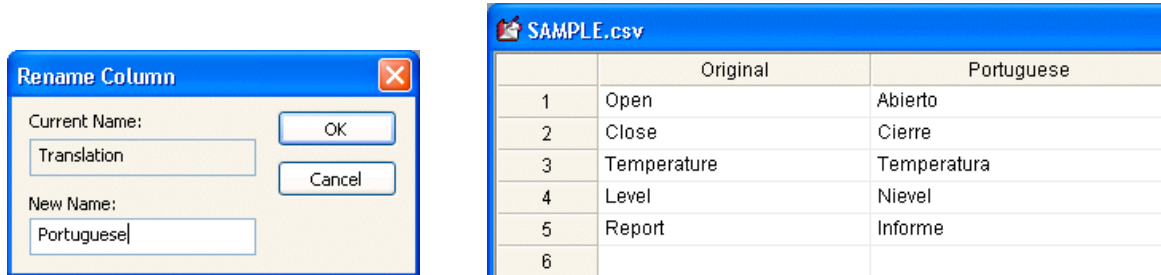 Rename Column
Current Name:
Translation
OK
Cancel
New Name:
Portuguese
SAMPLE.csv
Original Portuguese
1 Open Abierto
2 Close Cierre
3 Temperature Temperatura
4 Level Nievel
5 Report Informe
6